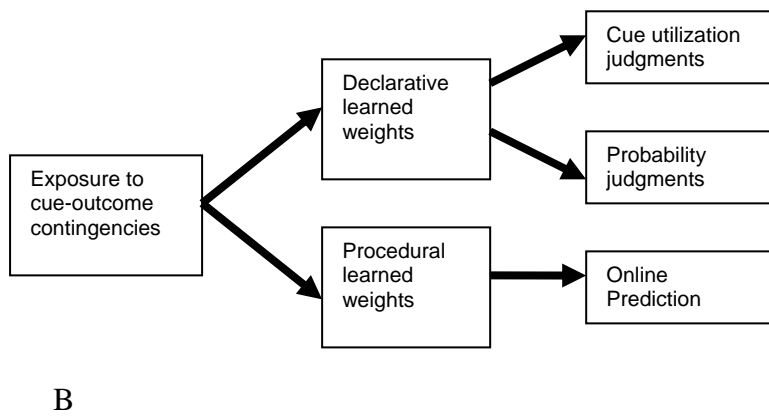 Cue utilization
judgments
Declarative
learned
weights
Probability
judgments
Exposure to
cue-outcome
contingencies
Procedural
learned
weights
Online
Prediction
B